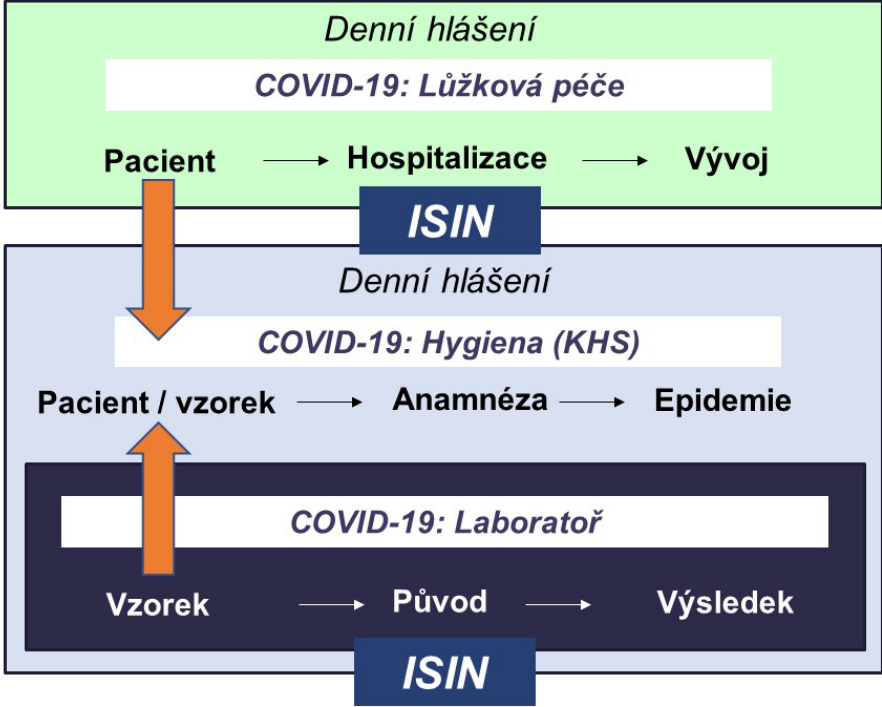 Denní hlášení
COVID-19: Lůžková péče
Pacient Hospitalizace Vývoj
ISIN
Denní hlášení
COVID-19: Hygiena (KHS)
Pacient / vzorek Anamnéza Epidemie
COVID-19: Laboratoř
Vzorek Původ Výsledek
ISIN